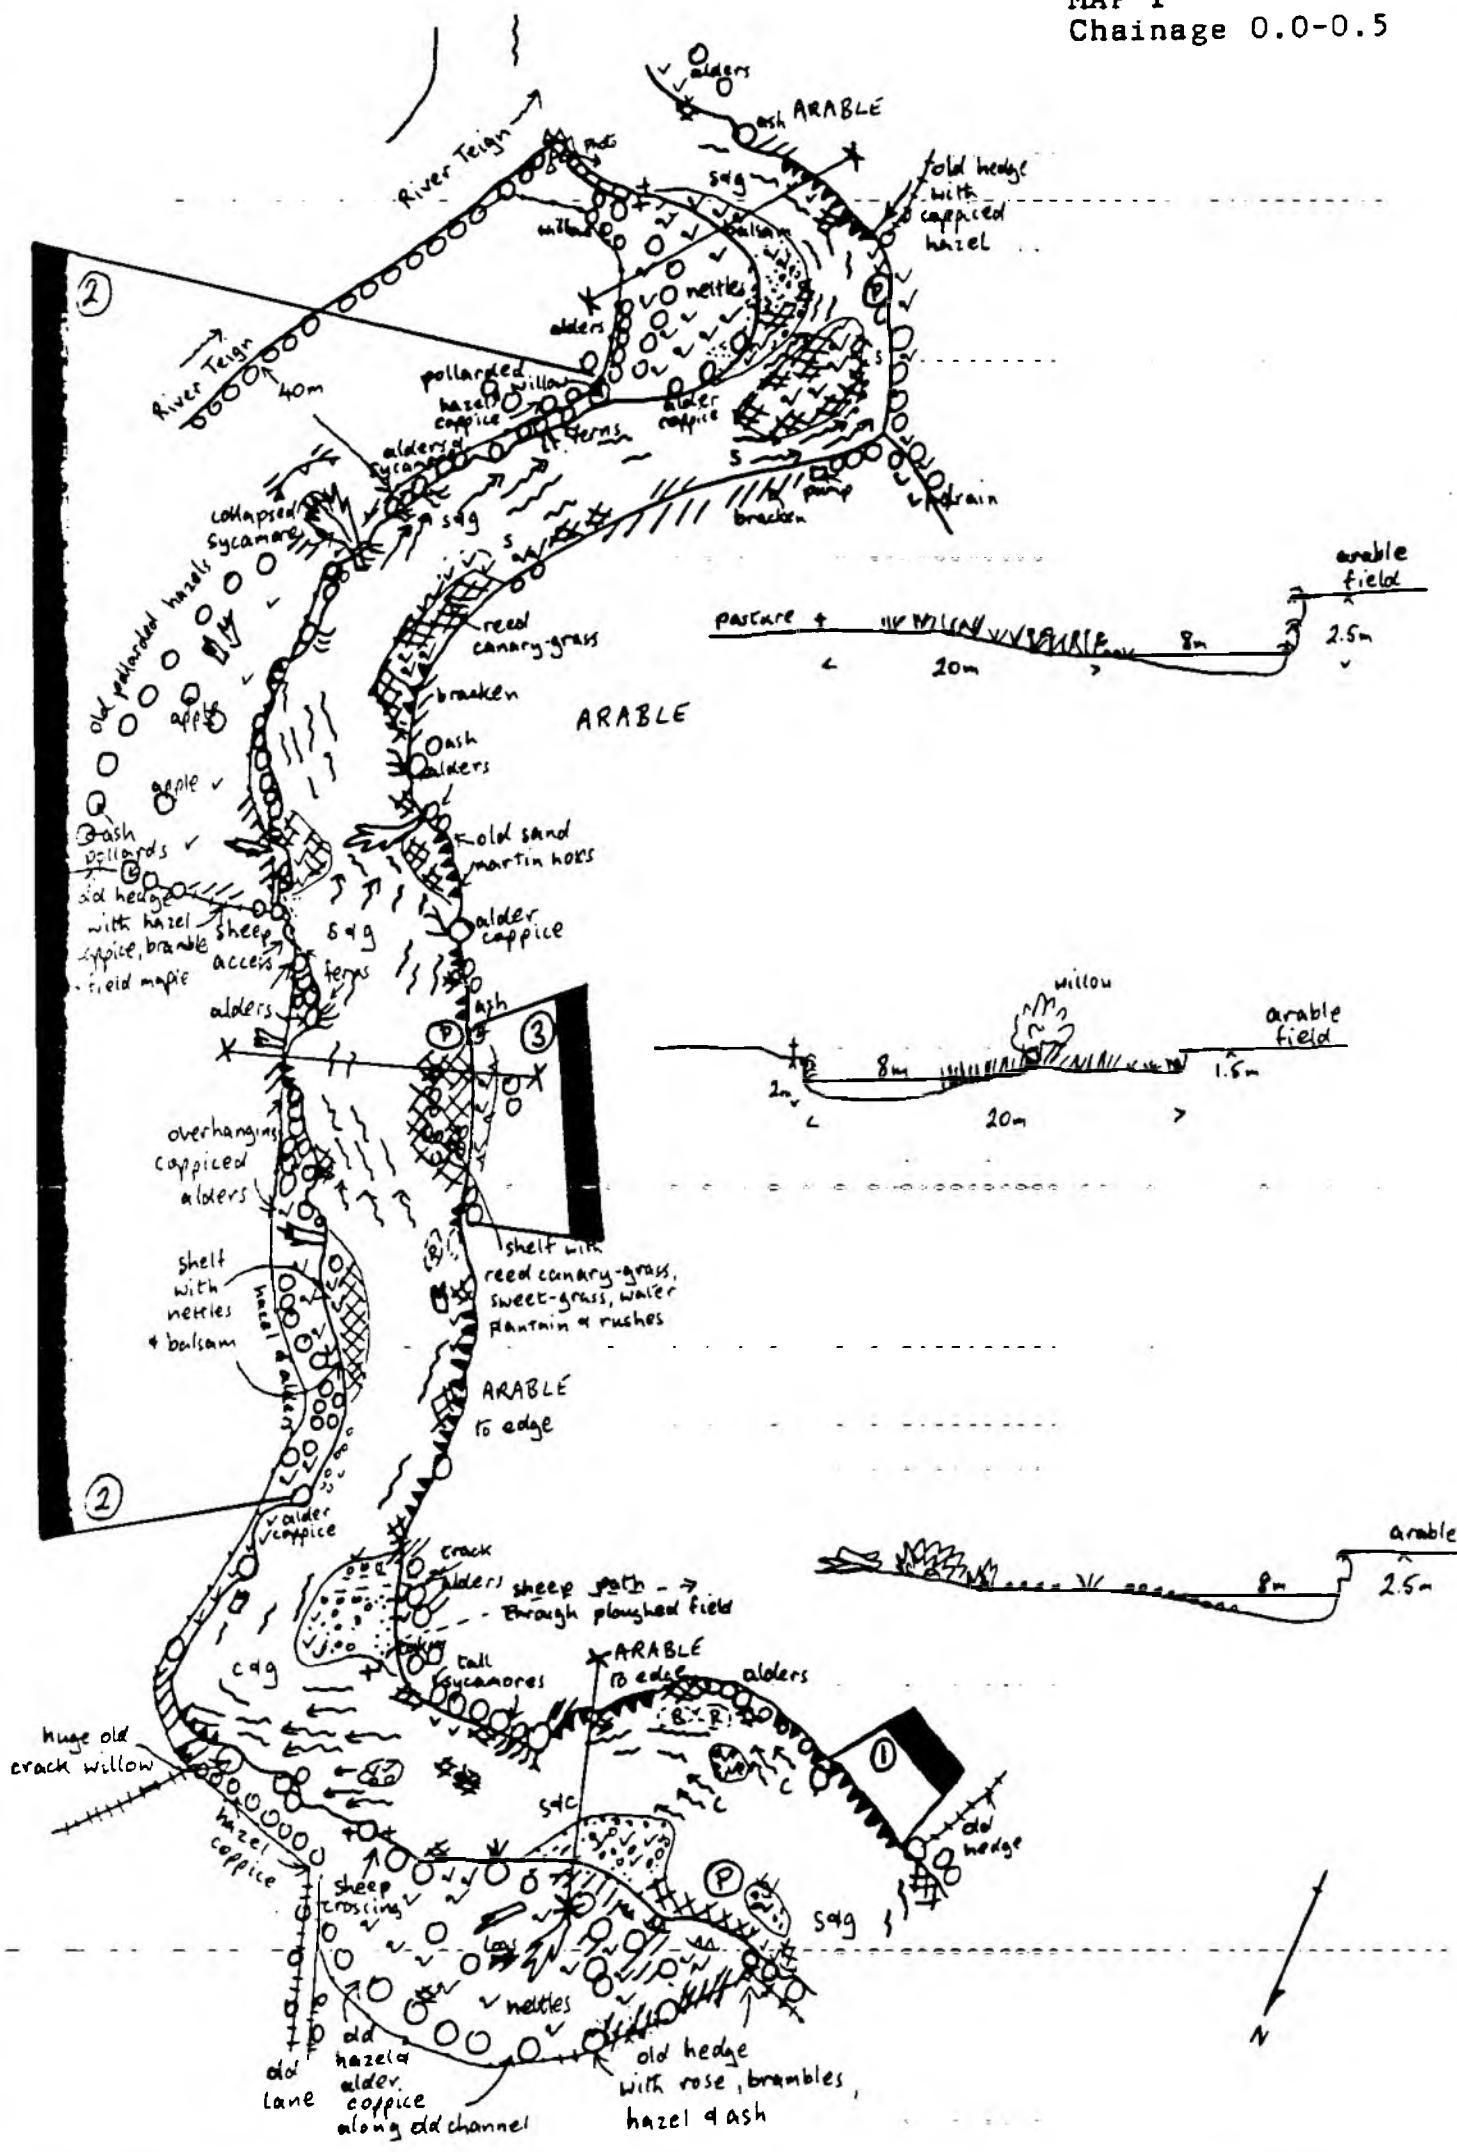 MAP 1
Chainage 0.0-0.5
alders
ash ARABLE
River Teign
Photo
s&g
old hedge
with
coppiced
hazel
willow
balsam
P
2
nettles
alders
River Teign
40m
pollarded
willow
hazel
coppice
alder
coppice
ferns
s
alders &
sycamore
s
pump
drain
bracken
s&g
collapsed
sycamore
s
old pollarded hazels
reed
canary-grass
arable
field
pasture
8m
2.5m
20m
bracken
apple
ARABLE
ash
alders
apple
ash
pollards
old sand
martin holes
old hedge
with hazel
coppice, bramble
field maple
sheep
access
s&g
alder
coppice
ferns
alders
ash
P
3
willow
arable
field
8m
2m
1.5m
20m
overhanging
coppiced
alders
R
shelf with
reed canary-grass,
sweet-grass, water
plantain & rushes
shelf
with
nettles
& balsam
hazel & alders
ARABLE
to edge
2
alder
coppice
track
alders
sheep path
through ploughed field
arable
8m
2.5m
c&g
tall
sycamores
ARABLE
to edge
alders
R R
1
huge old
crack willow
c
c
s&c
hazel
coppice
old
hedge
P
sheep
crossing
s&g
logs
nettles
N
old
lane
old
hazel &
alder
coppice
along old channel
old hedge
with rose, brambles,
hazel & ash